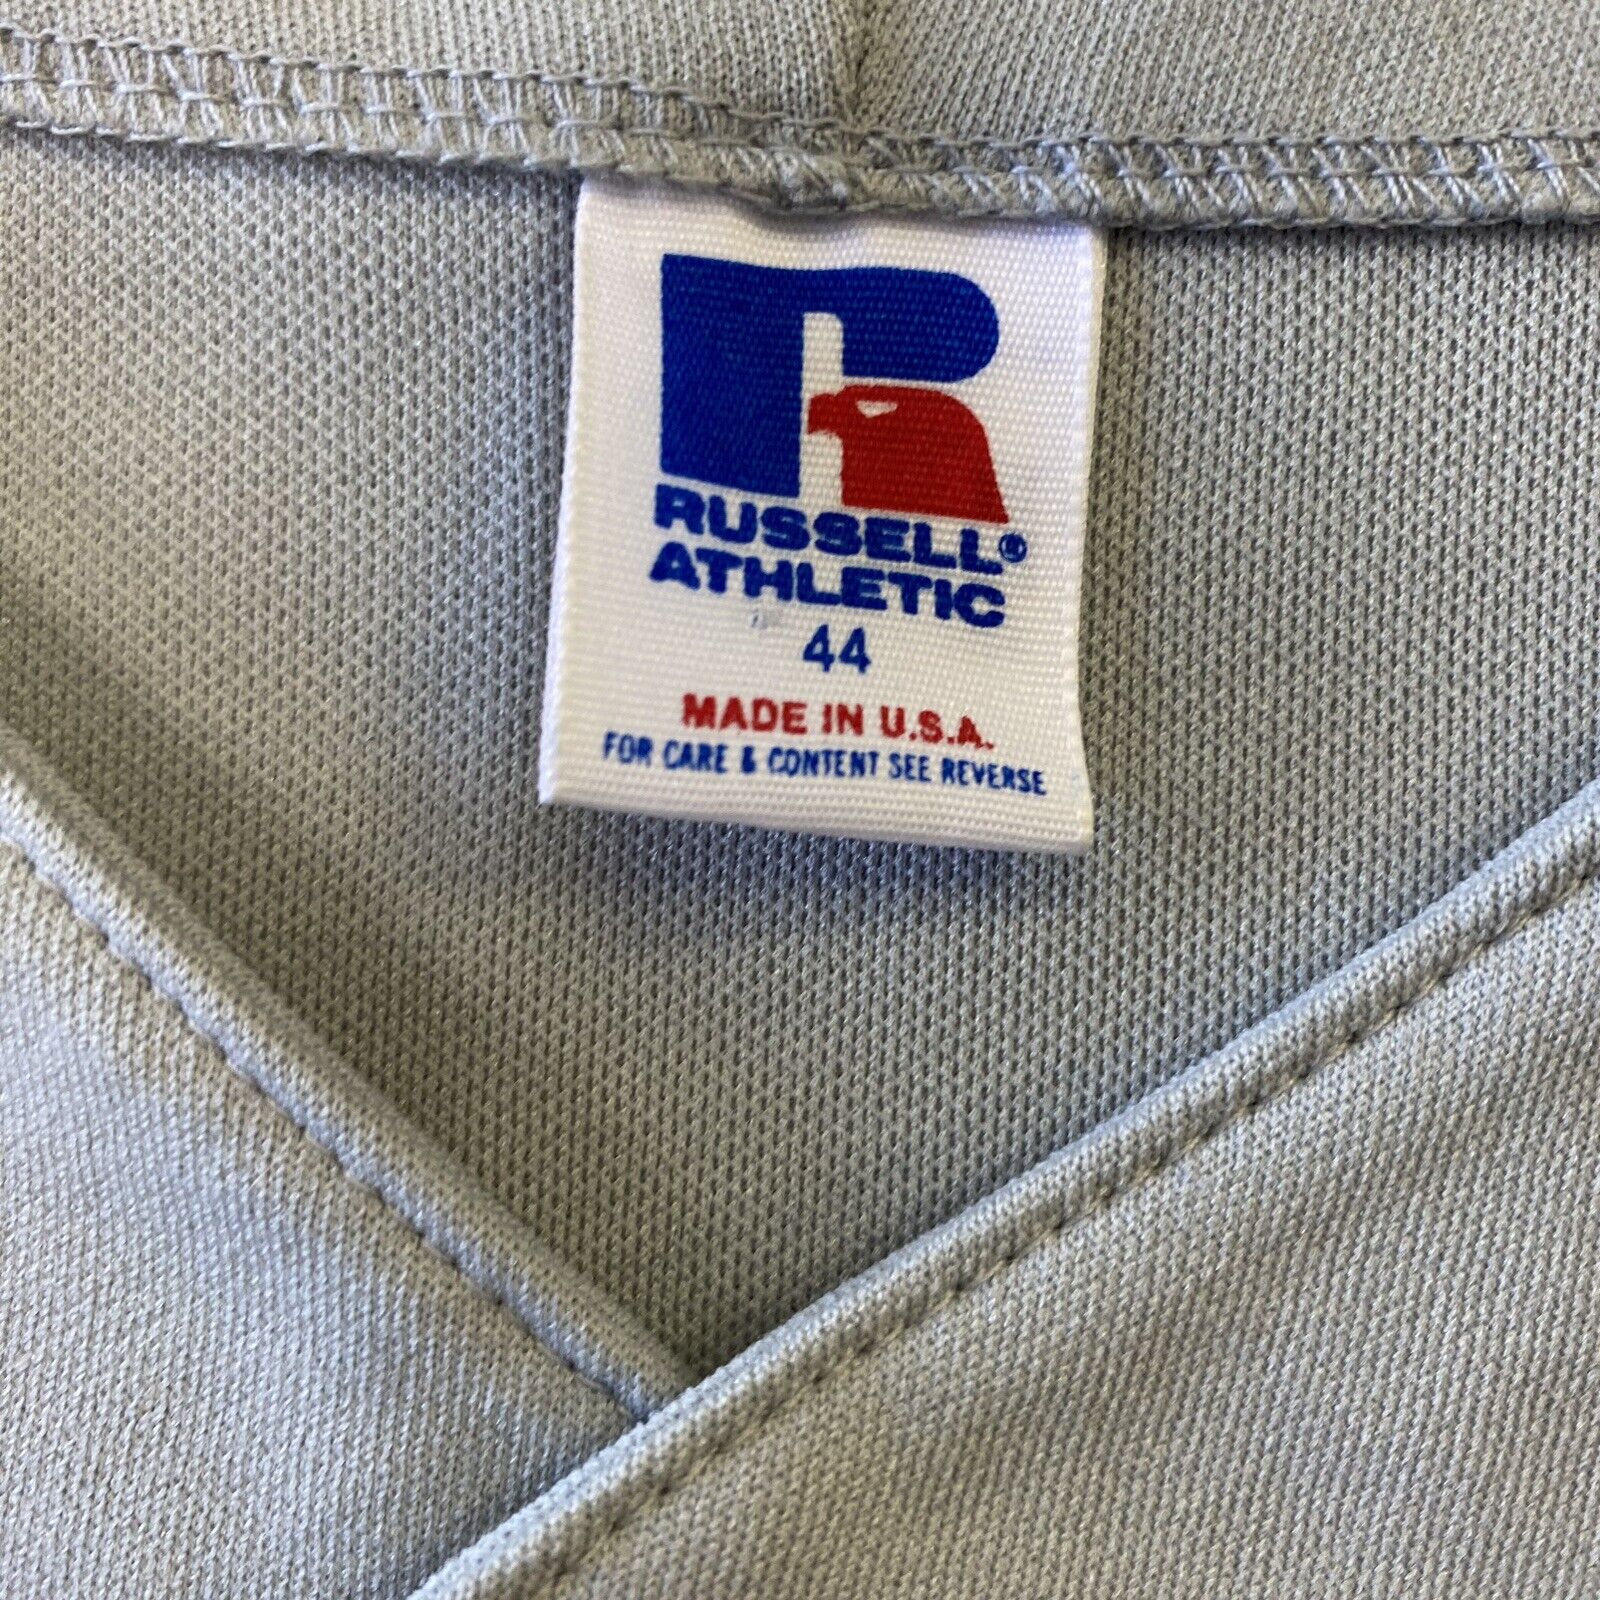 R
RUSSELL®
ATHLETIC
44
MADE IN U.S.A.
FOR CARE & CONTENT SEE REVERSE